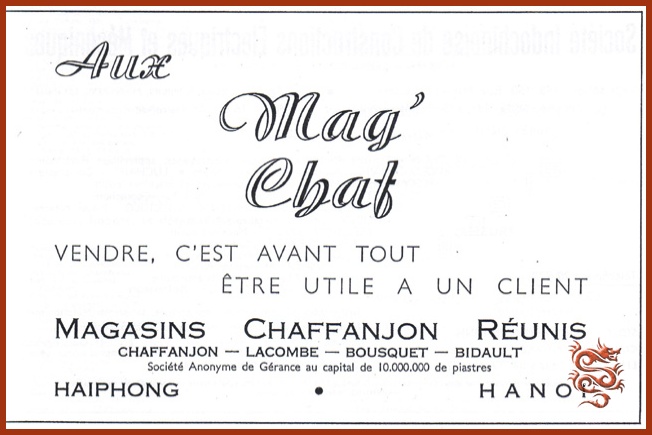 Aux
Mag'
Chaf
VENDRE, C'EST AVANT TOUT
ÊTRE UTILE A UN CLIENT
MAGASINS CHAFFANJON RÉUNIS
CHAFFANJON — LACOMBE — BOUSQUET — BIDAULT
Société Anonyme de Gérance au capital de 10.000.000 de piastres
HAIPHONG • HANOI